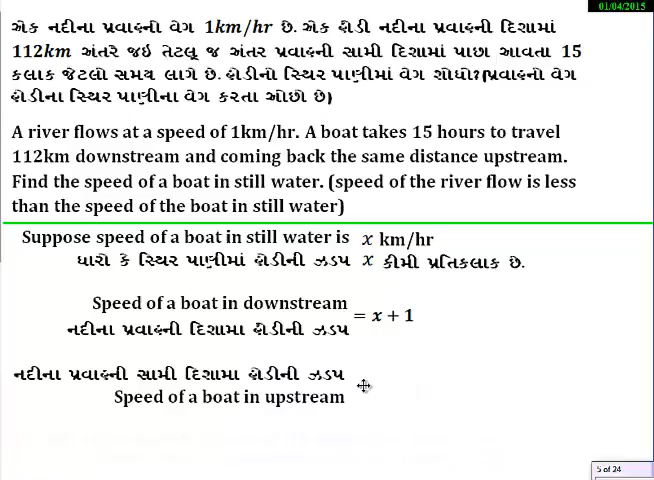 01/04/2015
એક નદીના પ્રવાહનો વેગ 1km/hr છે. એક હોડી નદીના પ્રવાહની દિશામાં
112km અંતરે જઇ તેટલૂ જ અંતર પ્રવાહની સામી દિશામાં પાછા આવતા 15
કલાક જેટલો સમય લાગે છે. હોડીનો સ્થિર પાણીમાં વેગ શોધો?(પ્રવાહનો વેગ
હોડીના સ્થિર પાણીના વેગ કરતા ઓછો છે)
A river flows at a speed of 1km/hr. A boat takes 15 hours to travel
112km downstream and coming back the same distance upstream.
Find the speed of a boat in still water. (speed of the river flow is less
than the speed of the boat in still water)
Suppose speed of a boat in still water is x km/hr
ધારો કે સ્થિર પાણીમાં હોડીની ઝડપ x કીમી પ્રતિકલાક છે.
Speed of a boat in downstream
નદીના પ્રવાહની દિશામા હોડીની ઝડપ = x + 1
નદીના પ્રવાહની સામી દિશામા હોડીની ઝડપ
Speed of a boat in upstream
5 of 24